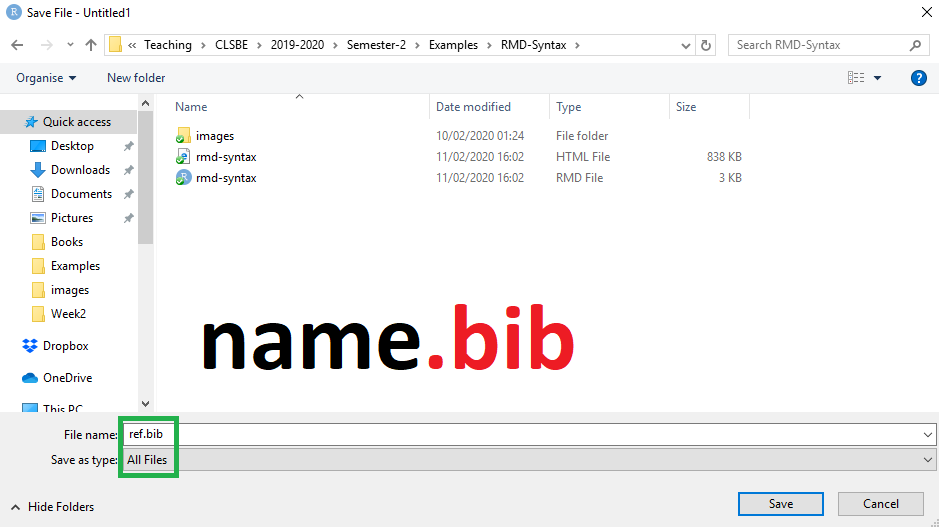 Save File - Untitled1
« Teaching > CLSBE > 2019-2020 > Semester-2 > Examples > RMD-Syntax >
Search RMD-Syntax
Organise
New folder
Name
Date modified
Type
Size
Quick access
Desktop
Downloads
Documents
Pictures
Books
Examples
images
Week2
Dropbox
OneDrive
This PC
images 10/02/2020 01:24 File folder
rmd-syntax 11/02/2020 16:02 HTML File 838 KB
rmd-syntax 11/02/2020 16:02 RMD File 3 KB
name.bib
File name: ref.bib
Save as type: All Files
Hide Folders
Save
Cancel